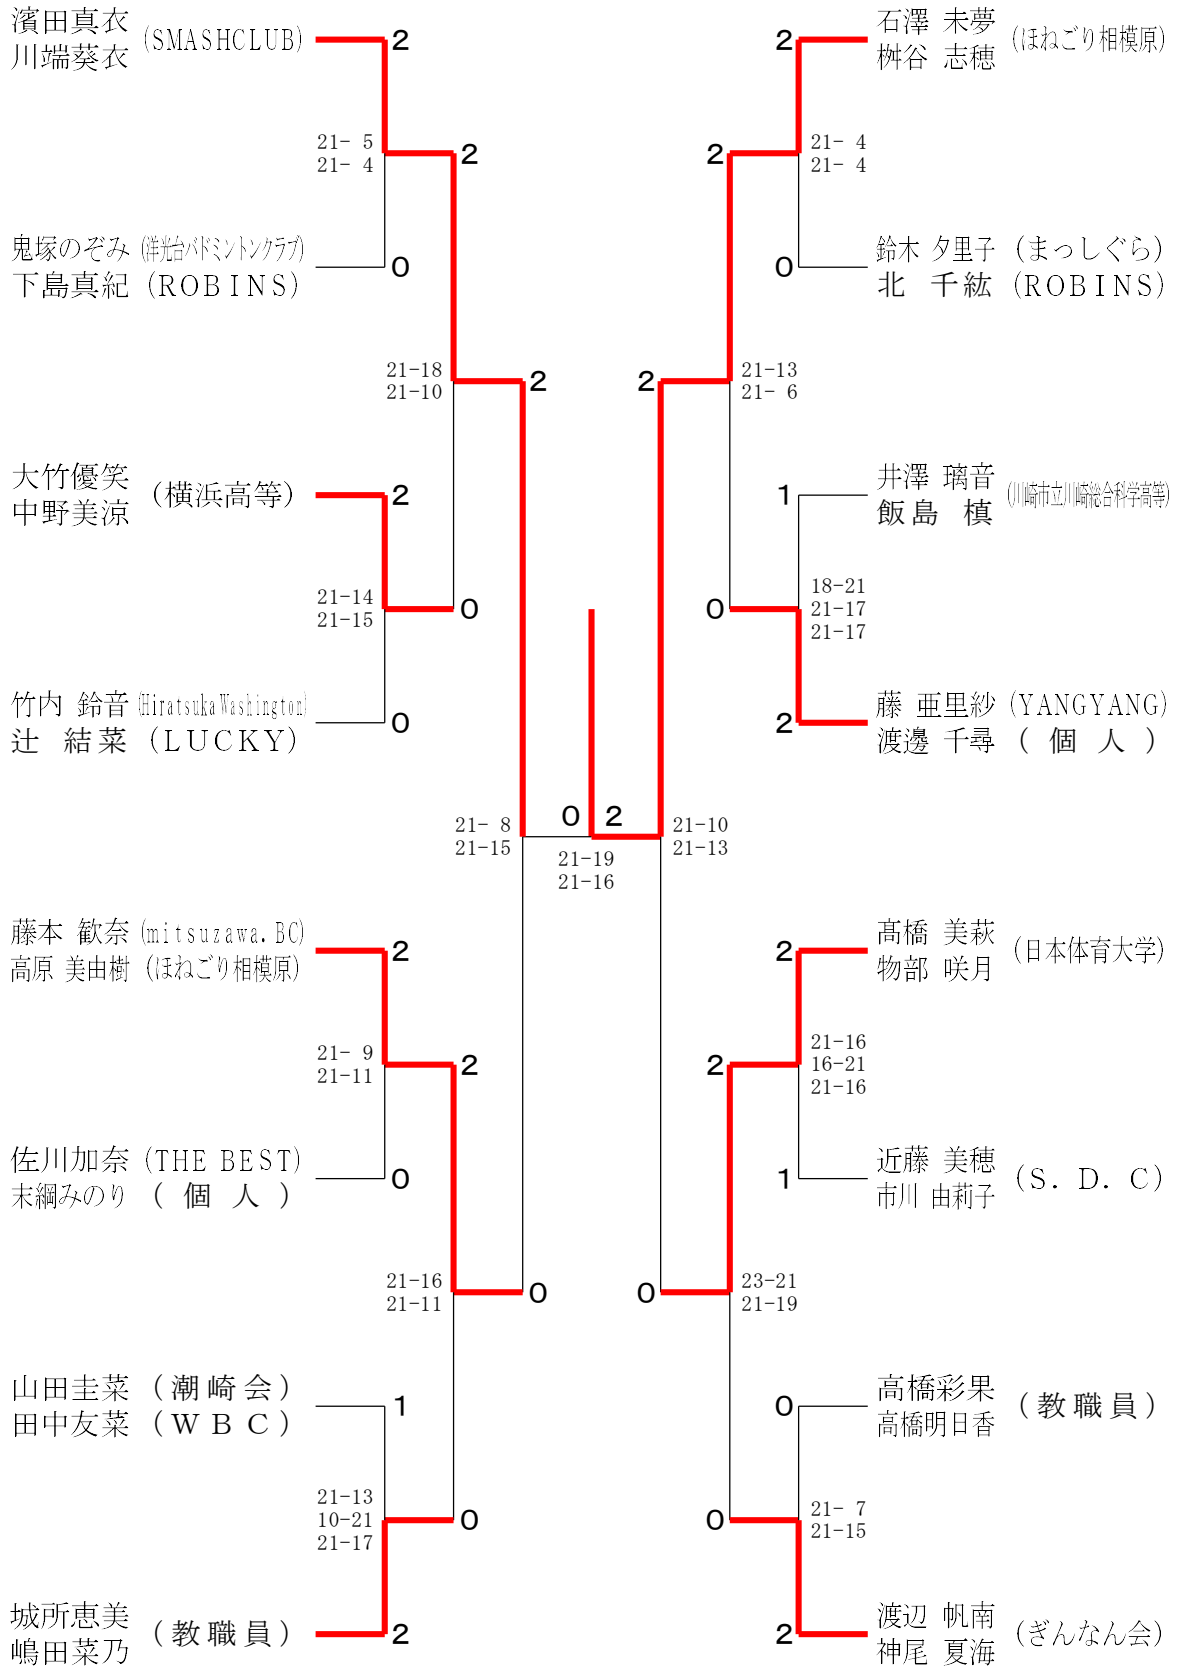 濱田真衣 (SMASHCLUB)
川端葵衣
2
21- 5
21- 4
2
鬼塚のぞみ (洋光台バドミントンクラブ)
下島真紀 (ROBINS)
0
21-18
21-10
2
大竹優笑 (横浜高等)
中野美涼
2
21-14
21-15
0
竹内 鈴音 (Hiratsuka Washington)
辻 結菜 (LUCKY)
0
21- 8
21-15
藤本 歓奈 (mitsuzawa.BC)
高原 美由樹 (ほねごり相模原)
2
21- 9
21-11
2
佐川加奈 (THE BEST)
末綱みのり (個人)
0
21-16
21-11
0
山田圭菜 (潮崎会)
田中友菜 (WBC)
1
21-13
10-21
21-17
0
城所恵美 (教職員)
嶋田菜乃
2
0 2
21-19
21-16
石澤 未夢 (ほねごり相模原)
桝谷 志穂
2
21- 4
21- 4
2
鈴木 夕里子 (まっしぐら)
北 千紘 (ROBINS)
0
21-13
21- 6
2
井澤 璃音 (川崎市立川崎総合科学高等)
飯島 槙
1
18-21
21-17
21-17
0
藤 亜里紗 (YANGYANG)
渡邊 千尋 (個人)
2
21-10
21-13
髙橋 美萩 (日本体育大学)
物部 咲月
2
21-16
16-21
21-16
2
近藤 美穂 (S.D.C)
市川 由莉子
1
23-21
21-19
0
高橋彩果 (教職員)
高橋明日香
0
21- 7
21-15
0
渡辺 帆南 (ぎんなん会)
神尾 夏海
2